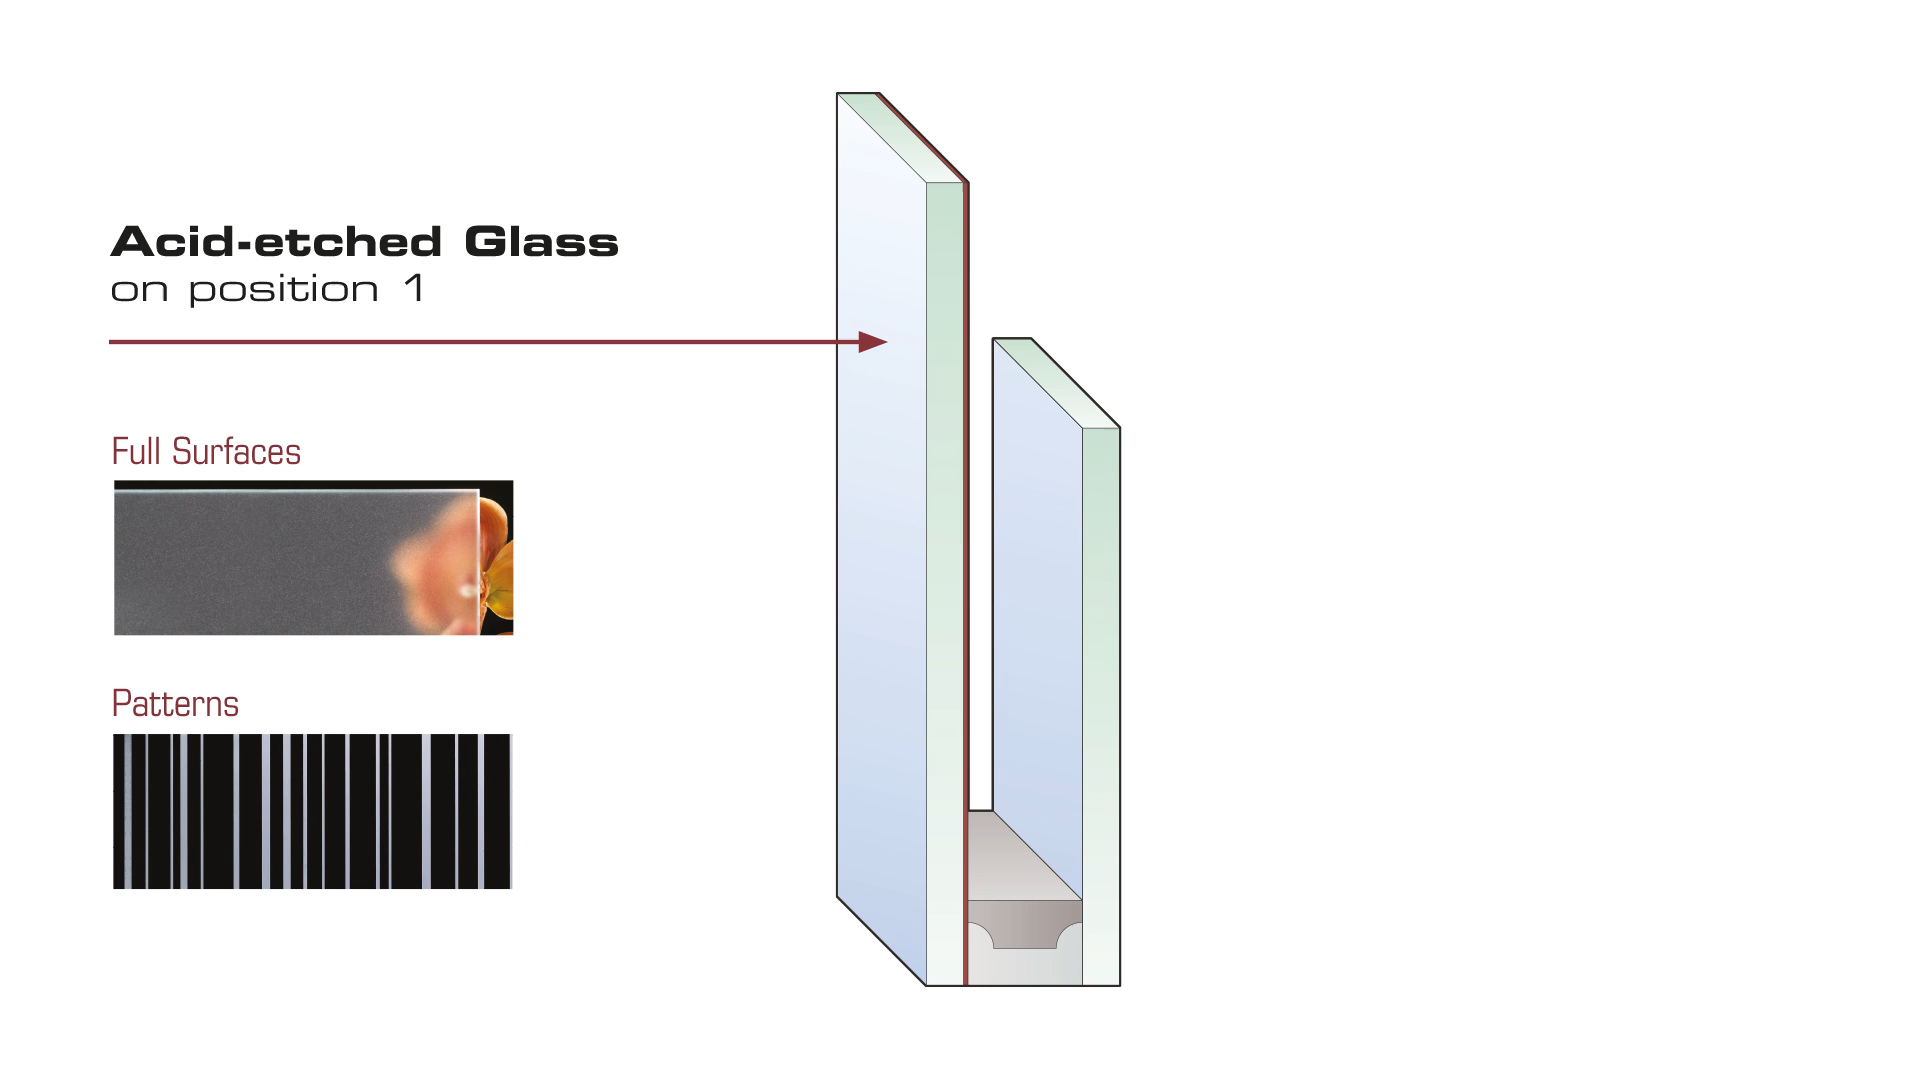 Acid-etched Glass
on position 1
Full Surfaces
Patterns